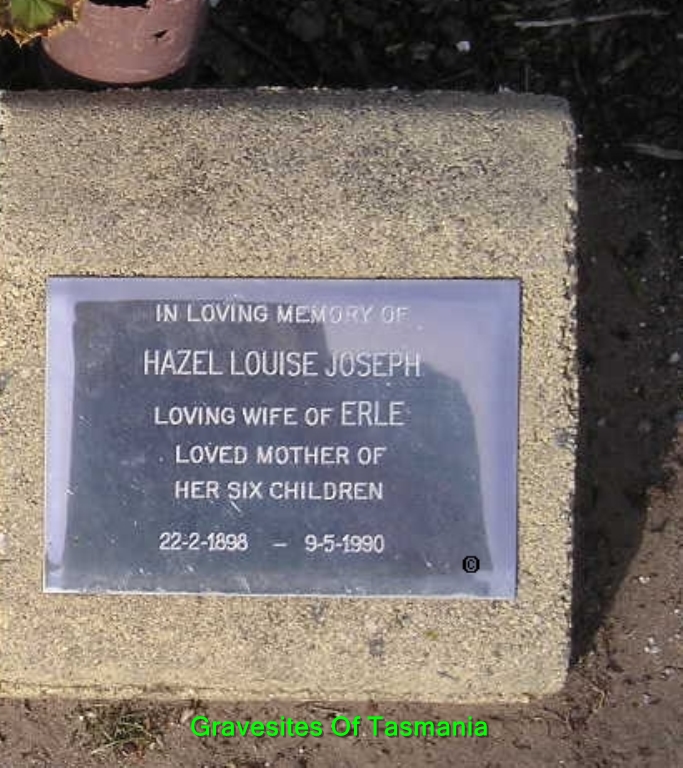 IN LOVING MEMORY OF
HAZEL LOUISE JOSEPH
LOVING WIFE OF ERLE
LOVED MOTHER OF
HER SIX CHILDREN
22-2-1898 – 9-5-1990
©
Gravesites Of Tasmania